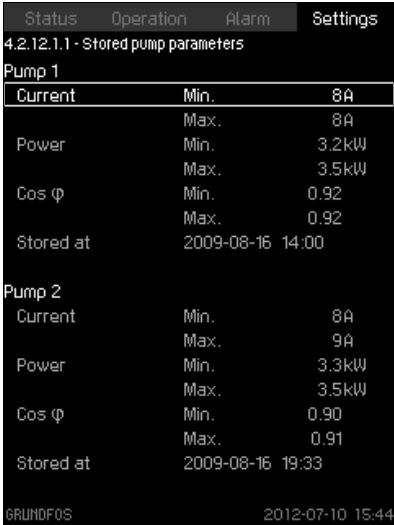 Status Operation Alarm Settings
4.2.12.1.1 - Stored pump parameters
Pump 1
Current Min. 8A
Max. 8A
Power Min. 3.2kW
Max. 3.5kW
Cos φ Min. 0.92
Max. 0.92
Stored at 2009-08-16 14:00
Pump 2
Current Min. 8A
Max. 9A
Power Min. 3.3kW
Max. 3.5kW
Cos φ Min. 0.90
Max. 0.91
Stored at 2009-08-16 19:33
GRUNDFOS 2012-07-10 15:44